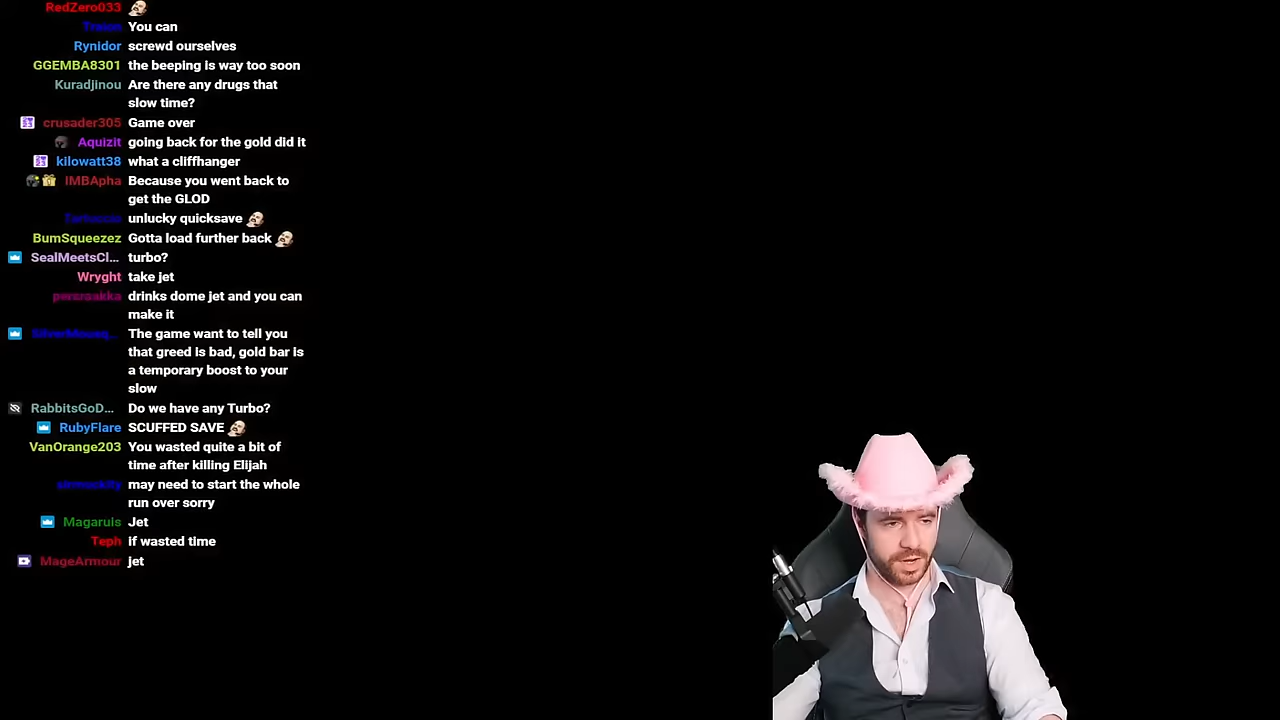 RedZero033
You can
Rynidor screwd ourselves
GGEMBA8301 the beeping is way too soon
Kuradjinou Are there any drugs that
slow time?
crusader305 Game over
Aquizit going back for the gold did it
kilowatt38 what a cliffhanger
IMBApha Because you went back to
get the GLOD
unlucky quicksave
BumSqueezez Gotta load further back
SealMeetsCl... turbo?
Wryght take jet
perсraakka drinks dome jet and you can
make it
The game want to tell you
that greed is bad, gold bar is
a temporary boost to your
slow
RabbitsGoD... Do we have any Turbo?
RubyFlare SCUFFED SAVE
VanOrange203 You wasted quite a bit of
time after killing Elijah
may need to start the whole
run over sorry
Magaruls Jet
Teph if wasted time
MageArmour jet